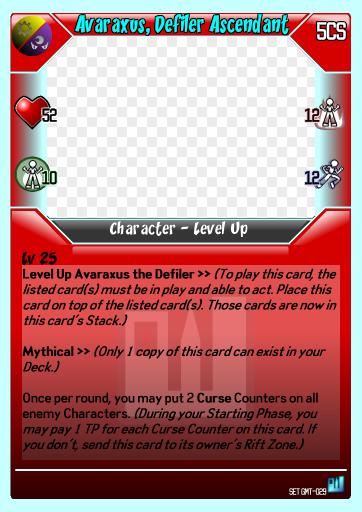 Avaraxus, Defiler Ascendant
5CS
52
12
10
12
Character - Level Up
Lv 25
Level Up Avaraxus the Defiler >> (To play this card, the
listed card(s) must be in play and able to act. Place this
card on top of the listed card(s). Those cards are now in
this card's Stack.)
Mythical >> (Only 1 copy of this card can exist in your
Deck.)
Once per round, you may put 2 Curse Counters on all
enemy Characters. (During your Starting Phase, you
may pay 1 TP for each Curse Counter on this card. If
you don't, send this card to its owner's Rift Zone.)
SET GMT-029